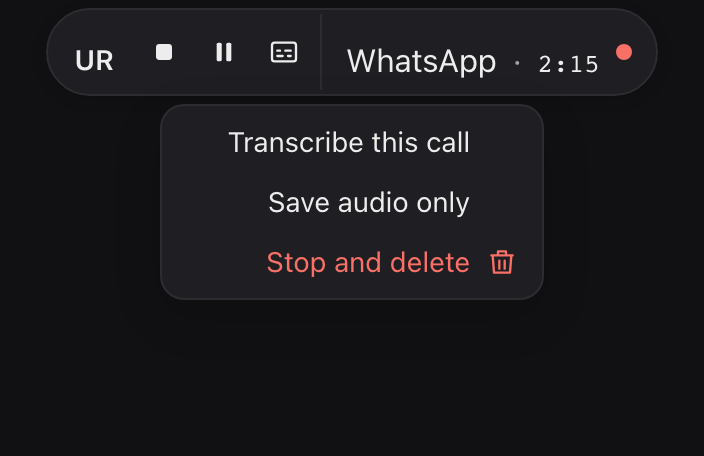 UR WhatsApp · 2:15
Transcribe this call
Save audio only
Stop and delete